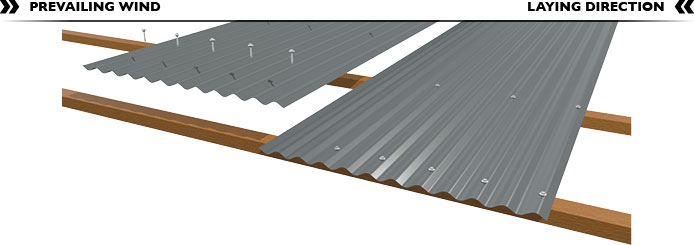 PREVAILING WIND
LAYING DIRECTION